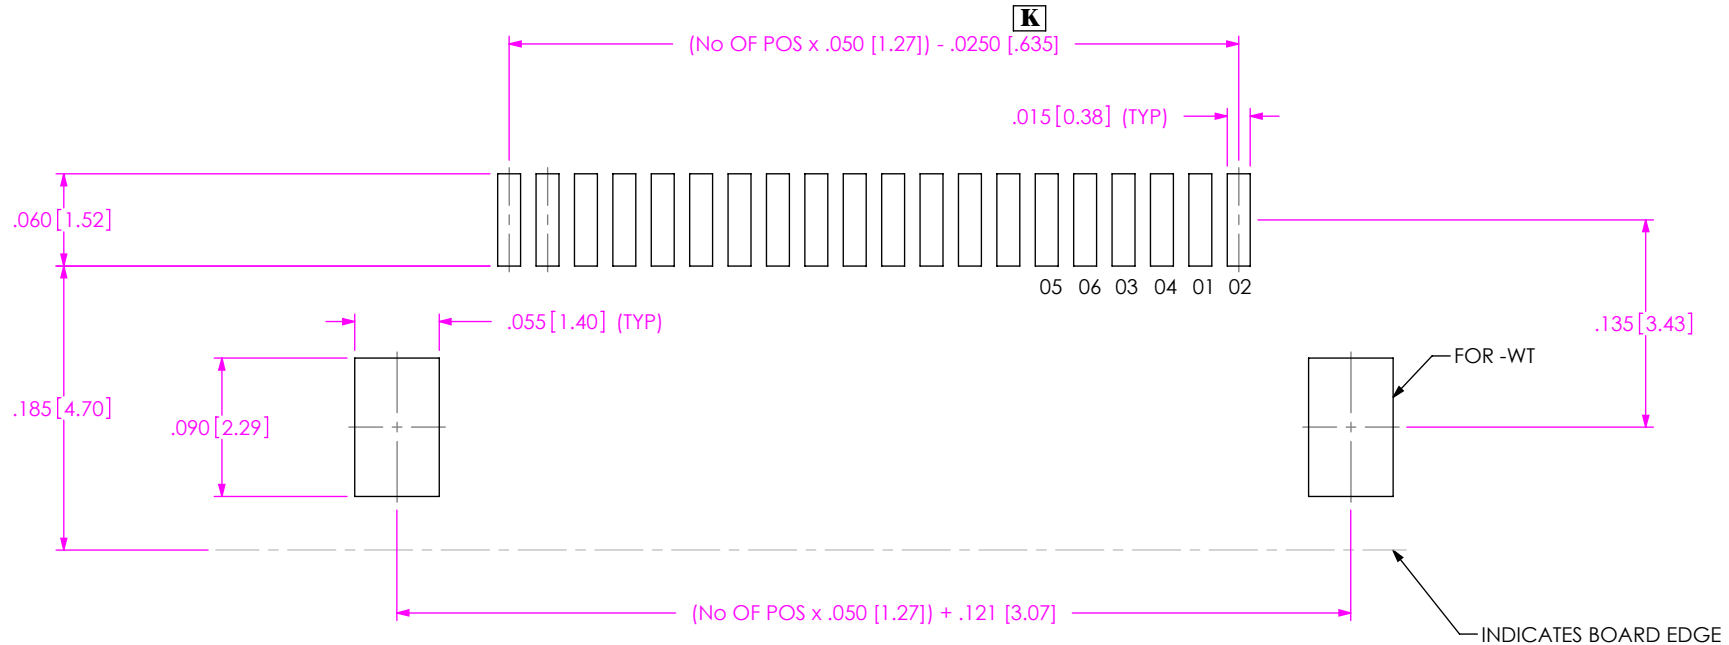 K
(No OF POS x .050 [1.27]) - .0250 [.635]
.015[0.38] (TYP)
.060[1.52]
05 06 03 04 01 02
.055[1.40] (TYP)
.135[3.43]
FOR -WT
.185[4.70]
.090[2.29]
(No OF POS x .050 [1.27]) + .121 [3.07]
INDICATES BOARD EDGE